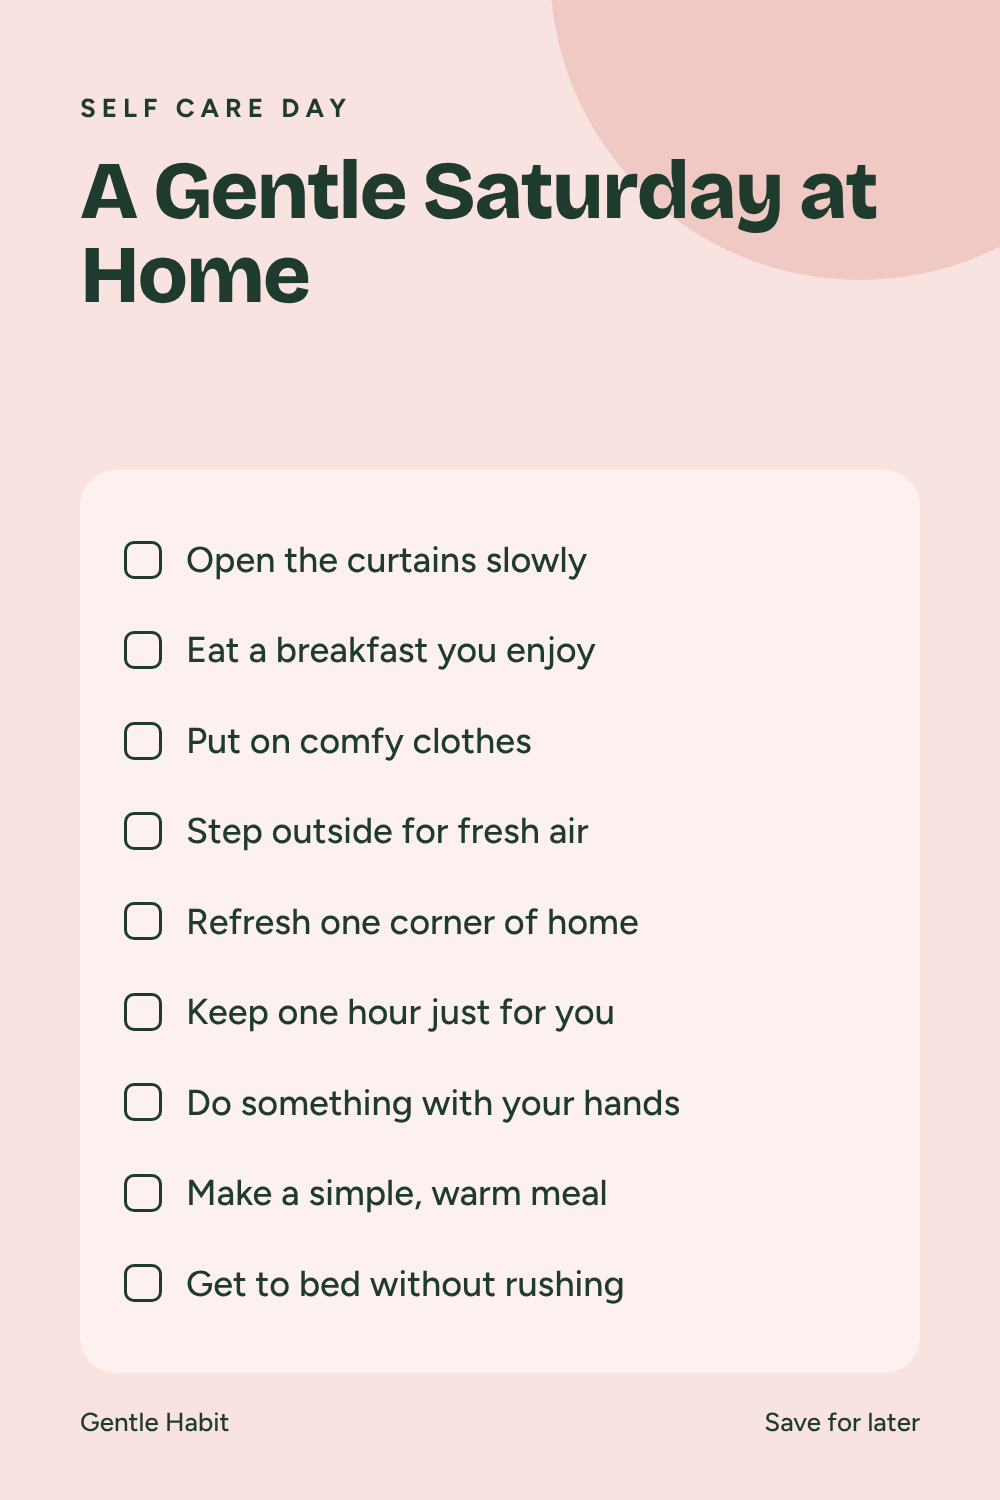 SELF CARE DAY
A Gentle Saturday at
Home
Open the curtains slowly
Eat a breakfast you enjoy
Put on comfy clothes
Step outside for fresh air
Refresh one corner of home
Keep one hour just for you
Do something with your hands
Make a simple, warm meal
Get to bed without rushing
Gentle Habit
Save for later